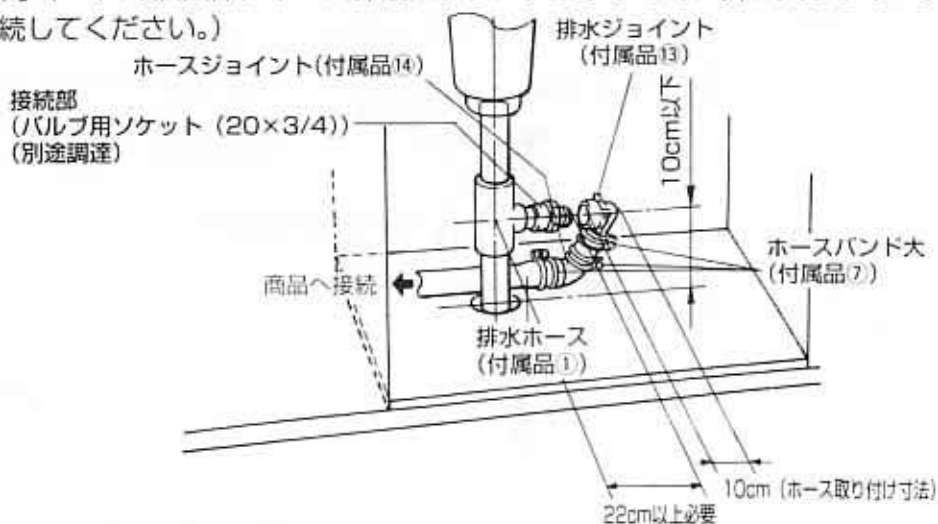 続してください。)
排水ジョイント
(付属品⑬)
ホースジョイント(付属品⑭)
接続部
(バルブ用ソケット (20×3/4))
(別途調達)
10cm以下
ホースバンド大
(付属品⑦)
商品へ接続
排水ホース
(付属品①)
10cm (ホース取り付け寸法)
22cm以上必要